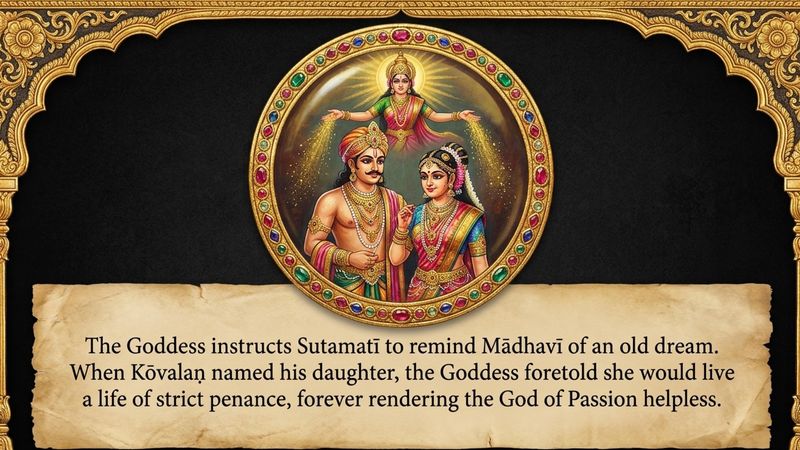 The Goddess instructs Sutamatī to remind Mādhavī of an old dream.
When Kōvalaṉ named his daughter, the Goddess foretold she would live
a life of strict penance, forever rendering the God of Passion helpless.